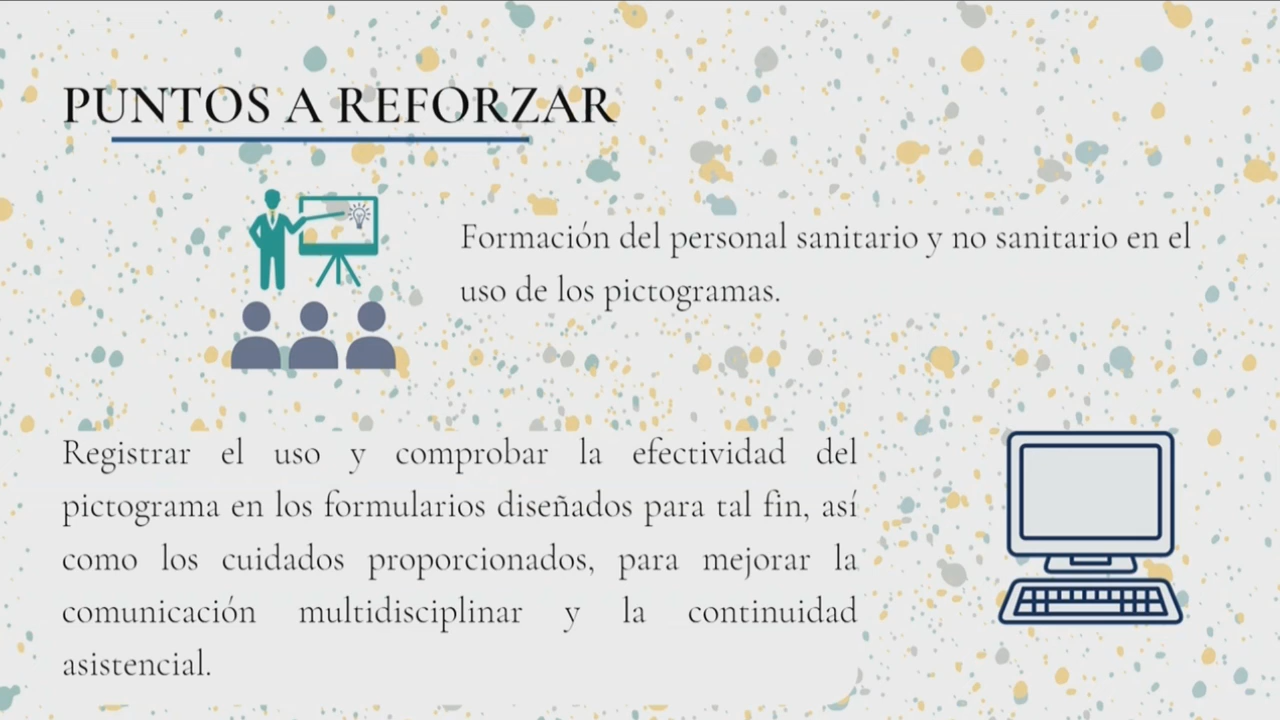 PUNTOS A REFORZAR
Formación del personal sanitario y no sanitario en el
uso de los pictogramas.
Registrar el uso y comprobar la efectividad del
pictograma en los formularios diseñados para tal fin, así
como los cuidados proporcionados, para mejorar la
comunicación multidisciplinar y la continuidad
asistencial.